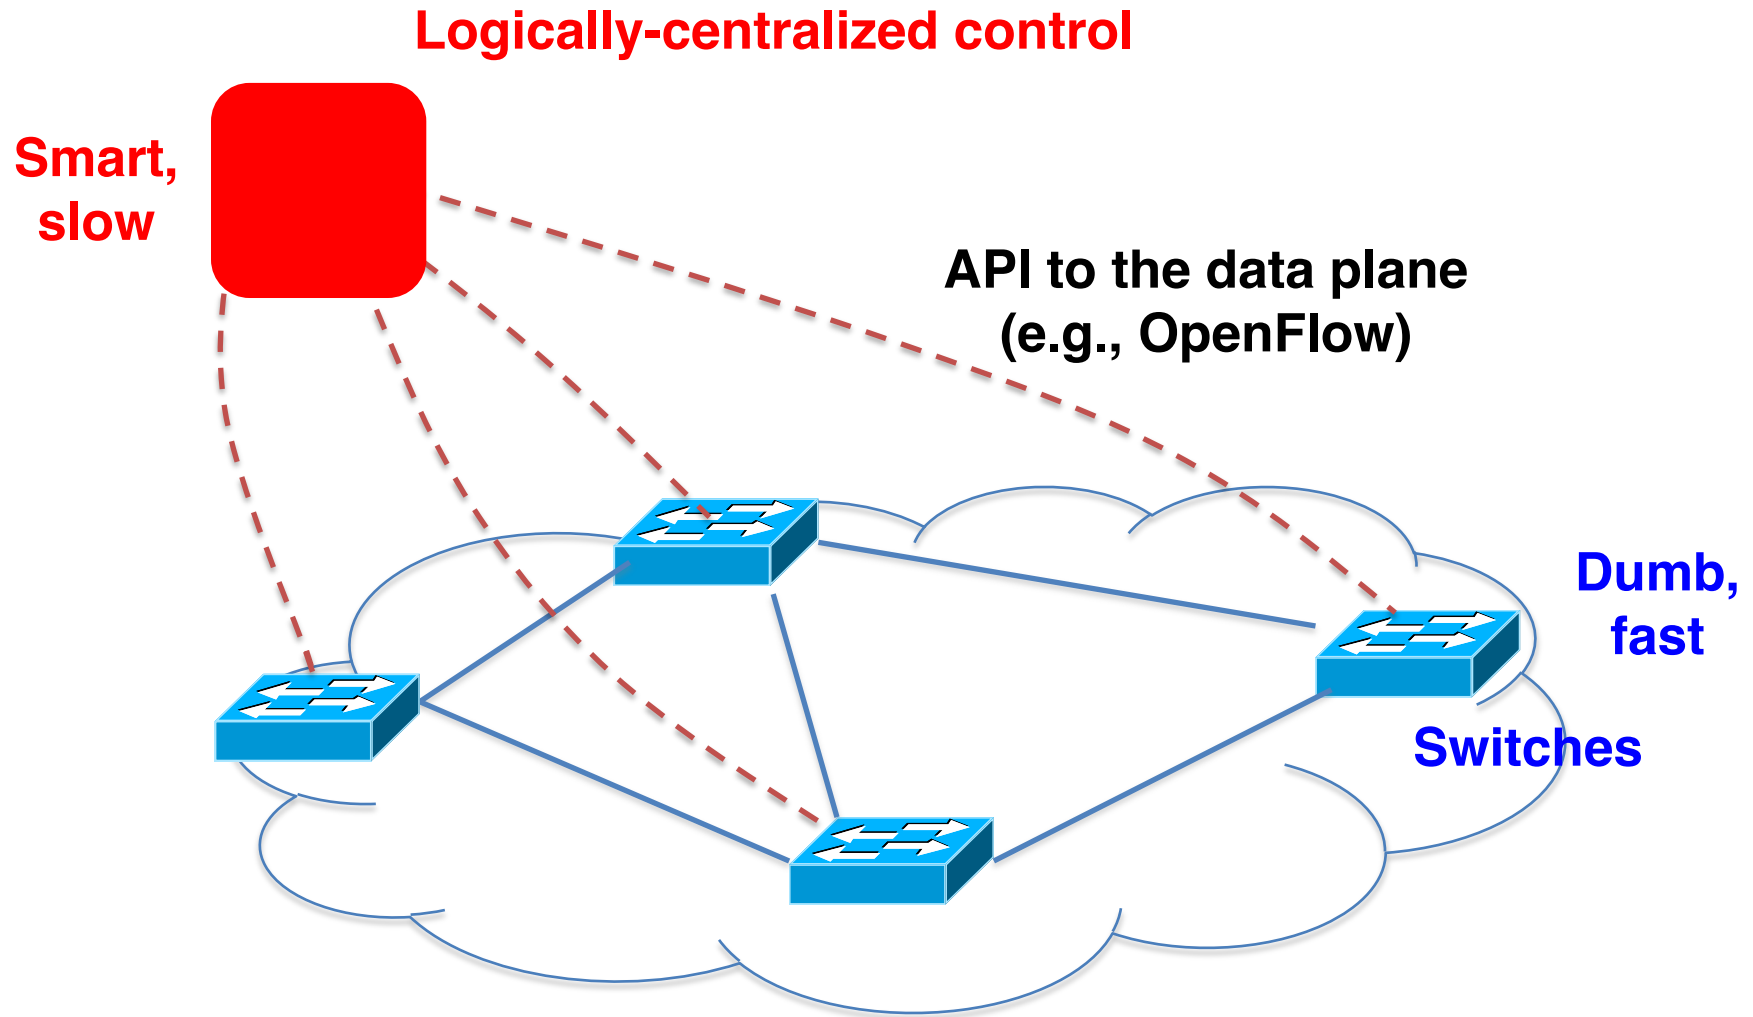 Logically-centralized control
Smart,
slow
API to the data plane
(e.g., OpenFlow)
Dumb,
fast
Switches